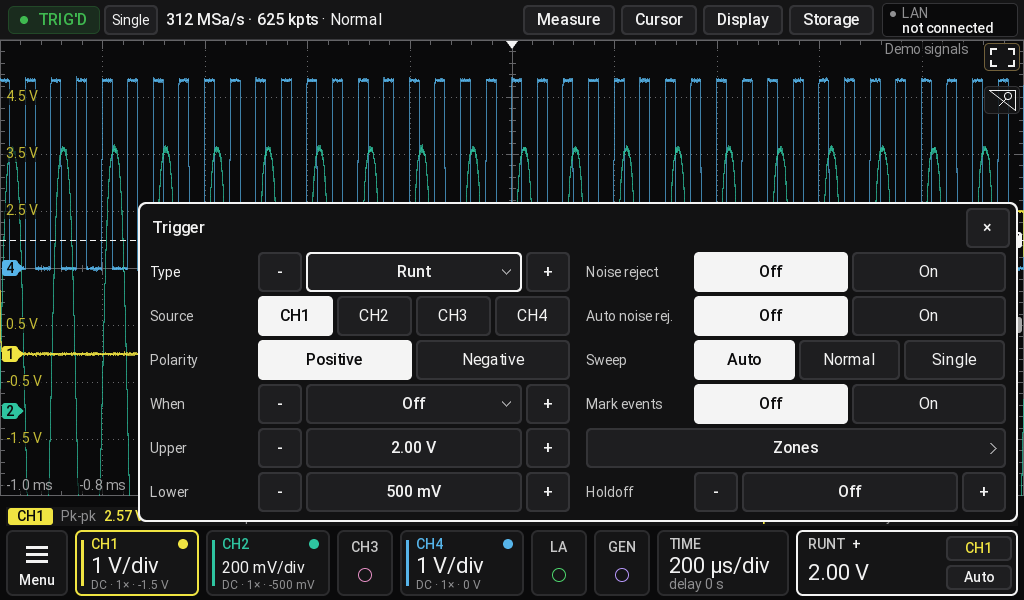 TRIG'D
Single
312 MSa/s · 625 kpts · Normal
Measure
Cursor
Display
Storage
LAN
not connected
Demo signals
4.5 V
3.5 V
2.5 V
4
0.5 V
1
-0.5 V
2
-1.5 V
-1.0 ms
-0.8 ms
Trigger
×
Type
-
Runt
+
Noise reject
Off
On
Source
CH1
CH2
CH3
CH4
Auto noise rej.
Off
On
Polarity
Positive
Negative
Sweep
Auto
Normal
Single
When
-
Off
+
Mark events
Off
On
Upper
-
2.00 V
+
Zones
Lower
-
500 mV
+
Holdoff
-
Off
+
CH1
Pk-pk
2.57
Menu
CH1
1 V/div
DC · 1× · -1.5 V
CH2
200 mV/div
DC · 1× · -500 mV
CH3
CH4
1 V/div
DC · 1× · 0 V
LA
GEN
TIME
200 µs/div
delay 0 s
RUNT +
2.00 V
CH1
Auto